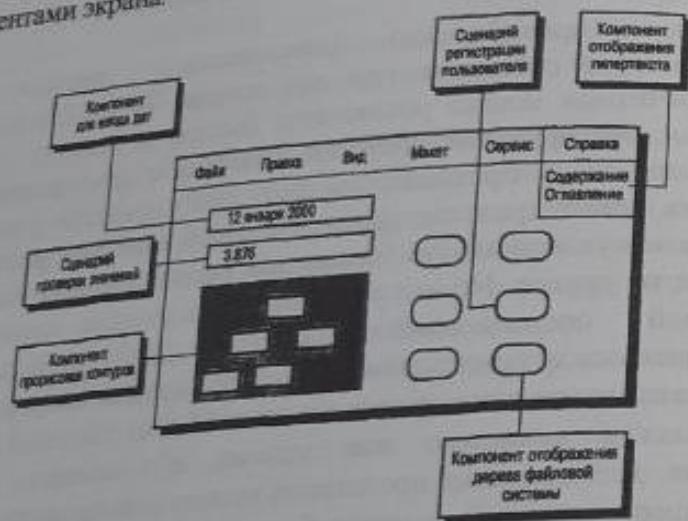 ентами экрана.
Сценарий
регистрации
пользователя
Компонент
отображения
гипертекста
Компонент
для ввода дат
Файл Правка Вид Макет Сервис Справка
Содержание
Оглавление
12 января 2000
3.876
Сценарий
проверки значений
Компонент
прорисовки контуров
Компонент отображения
дерева файловой
системы